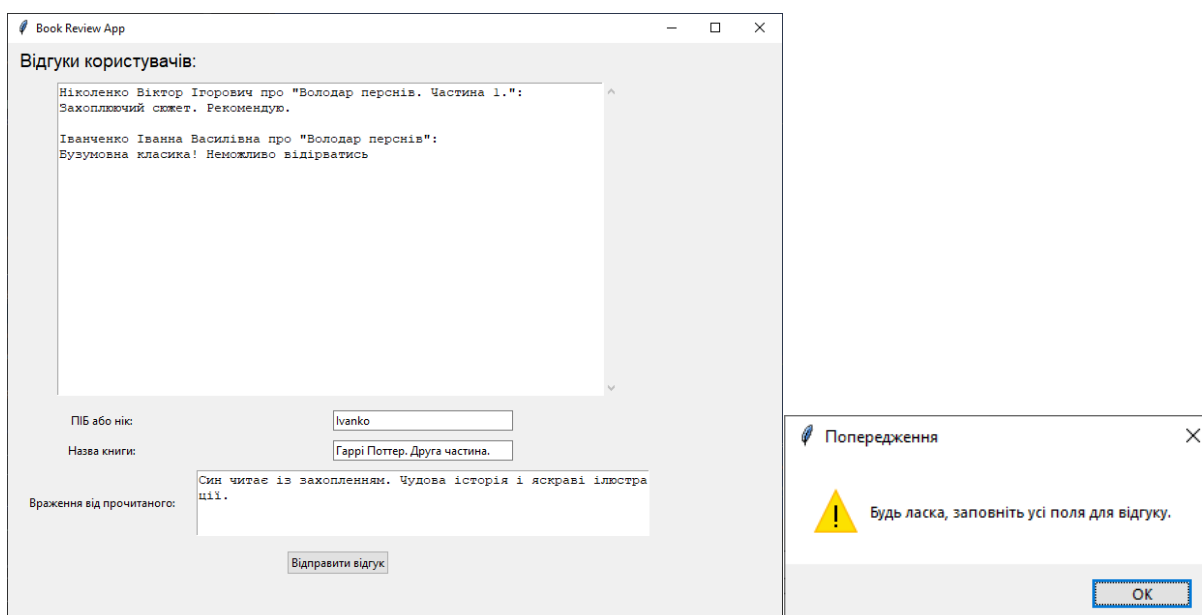 Book Review App
Відгуки користувачів:
Ніколенко Віктор Ігорович про "Володар перснів. Частина 1.":
Захоплюючий сюжет. Рекомендую.
Іванченко Іванна Василівна про "Володар перснів":
Бузумовна класика! Неможливо відірватись
ПІБ або нік:
Ivanko
Назва книги:
Гаррі Поттер. Друга частина.
Враження від прочитаного:
Син читає із захопленням. Чудова історія і яскраві ілюстра
ції.
Відправити відгук
Попередження
Будь ласка, заповніть усі поля для відгуку.
OK